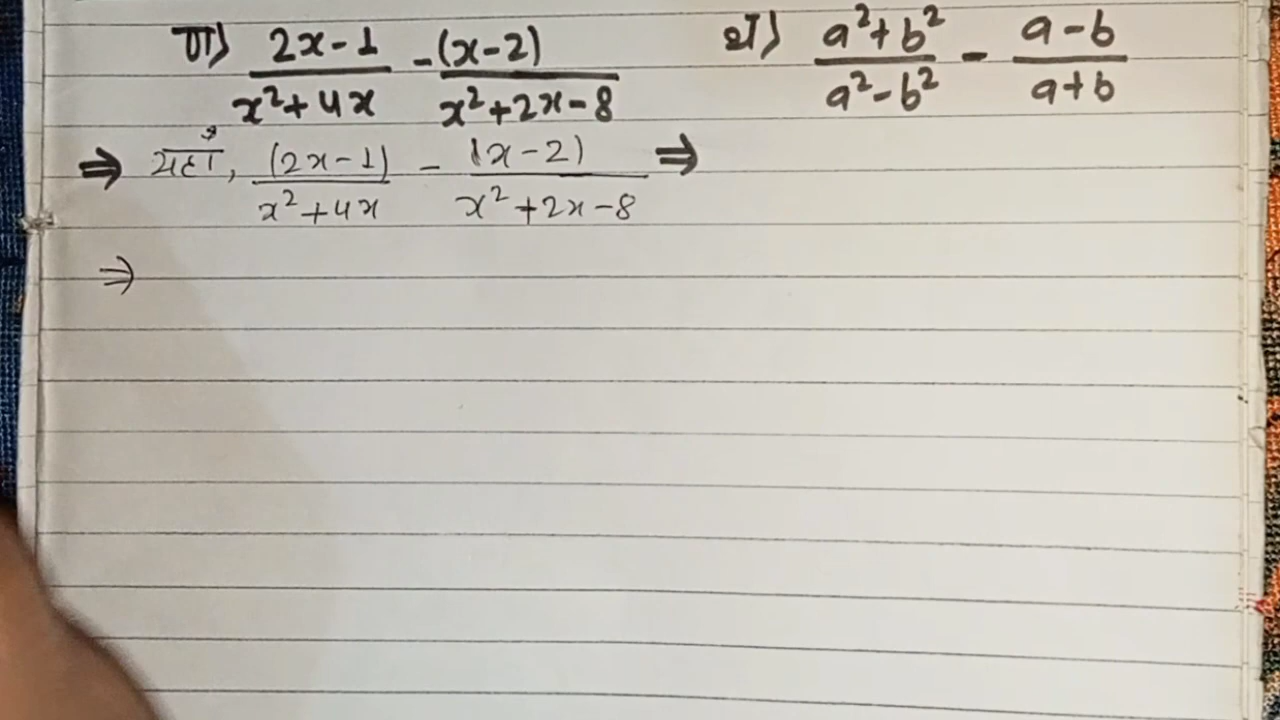 ण) (2x-1)/(x²+4x) - (x-2)/(x²+2x-8)
थ) (a²+b²)/(a²-b²) - (a-b)/(a+b)
⇒ यहाँ, (2x-1)/(x²+4x) - (x-2)/(x²+2x-8) ⇒
⇒